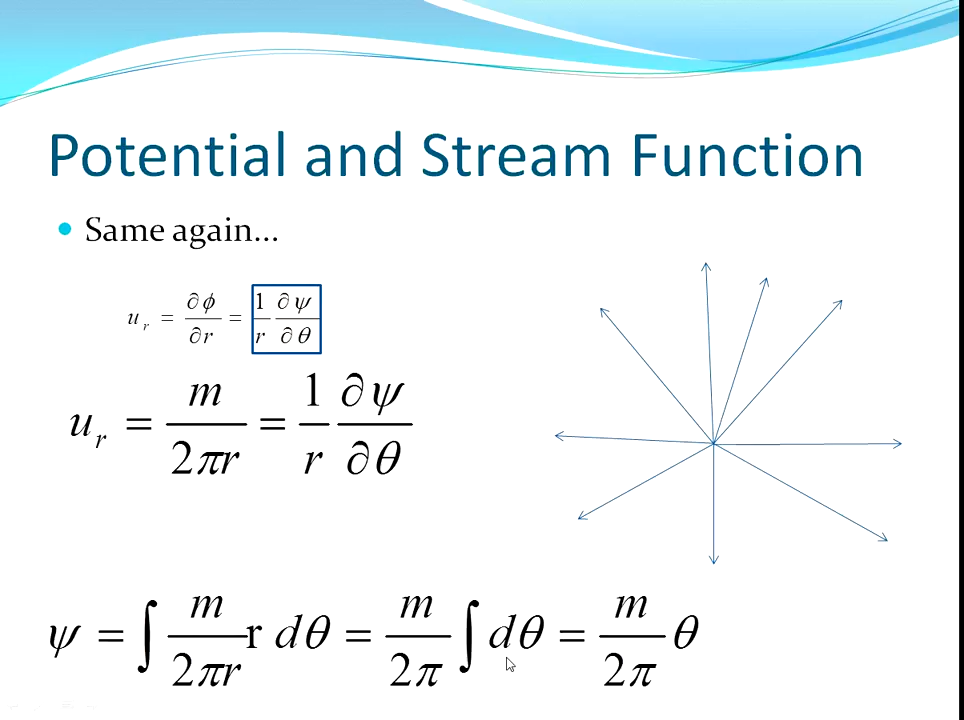 Potential and Stream Function
Same again...
u_r = ∂ϕ/∂r = 1/r ∂ψ/∂θ
u_r = m/2πr = 1/r ∂ψ/∂θ
ψ = ∫ m/2πr r dθ = m/2π ∫ dθ = m/2π θ